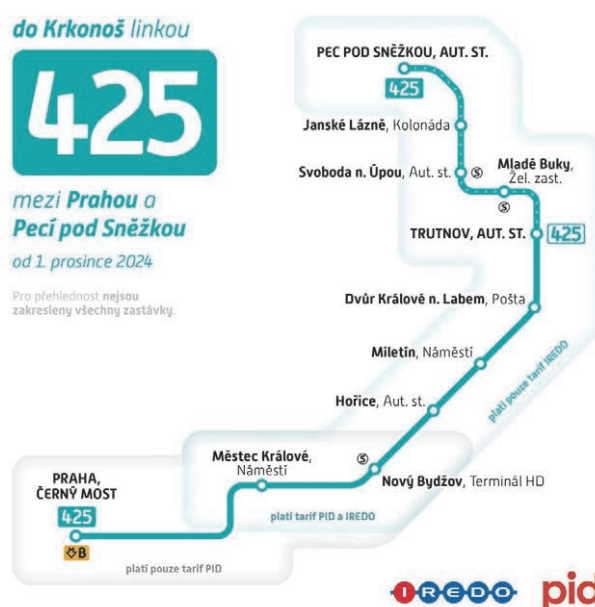 do Krkonoš linkou
425
mezi Prahou a
Pecí pod Sněžkou
od 1. prosince 2024
Pro přehlednost nejsou
zakresleny všechny zastávky.
PEC POD SNĚŽKOU, AUT. ST.
425
Janské Lázně, Kolonáda
Svoboda n. Úpou, Aut. st.
S
Mladé Buky,
Žel. zast.
S
TRUTNOV, AUT. ST.
425
Dvůr Králové n. Labem, Pošta
Miletín, Náměstí
platí pouze tarif IREDO
Hořice, Aut. st.
S
Nový Bydžov, Terminál HD
Městec Králové,
Náměstí
platí tarif PID a IREDO
PRAHA,
ČERNÝ MOST
425
B
platí pouze tarif PID
IREDO
pid